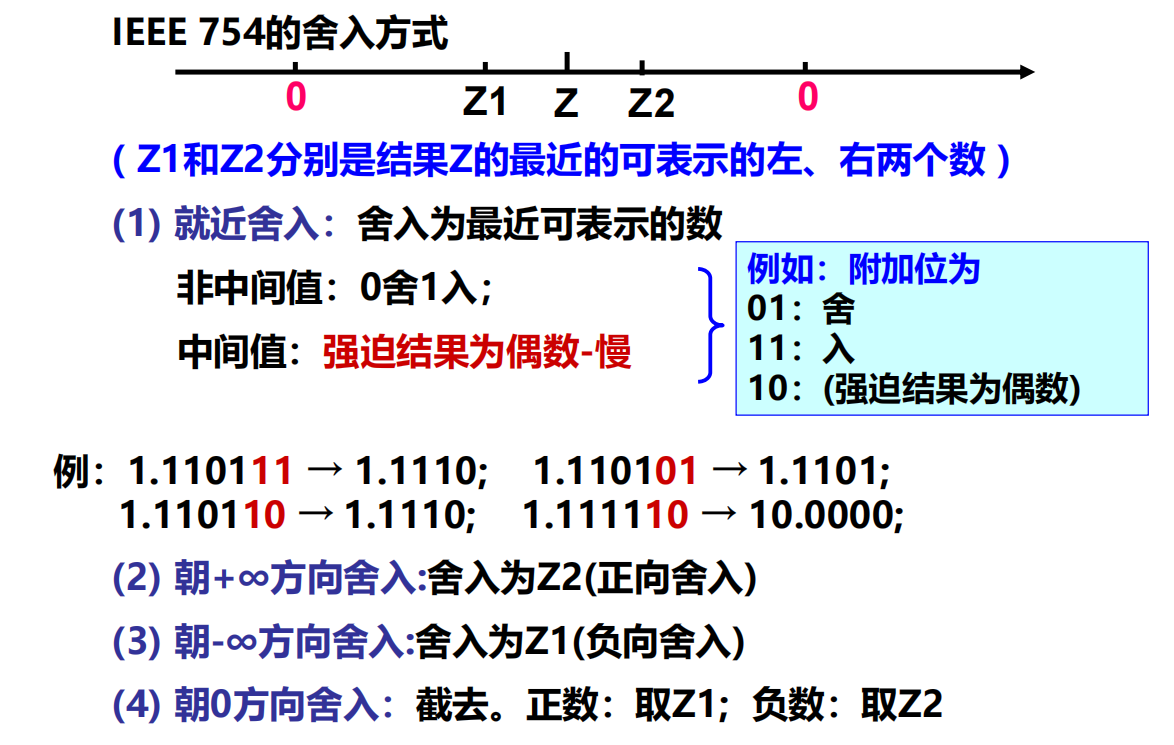 IEEE 754的舍入方式
0 Z1 Z Z2 0
( Z1和Z2分别是结果Z的最近的可表示的左、右两个数 )
(1) 就近舍入：舍入为最近可表示的数
非中间值：0舍1入；
中间值：强迫结果为偶数-慢
例如：附加位为
01：舍
11：入
10：(强迫结果为偶数)
例：1.110111 → 1.1110; 1.110101 → 1.1101;
1.110110 → 1.1110; 1.111110 → 10.0000;
(2) 朝+∞方向舍入:舍入为Z2(正向舍入)
(3) 朝-∞方向舍入:舍入为Z1(负向舍入)
(4) 朝0方向舍入：截去。正数：取Z1；负数：取Z2